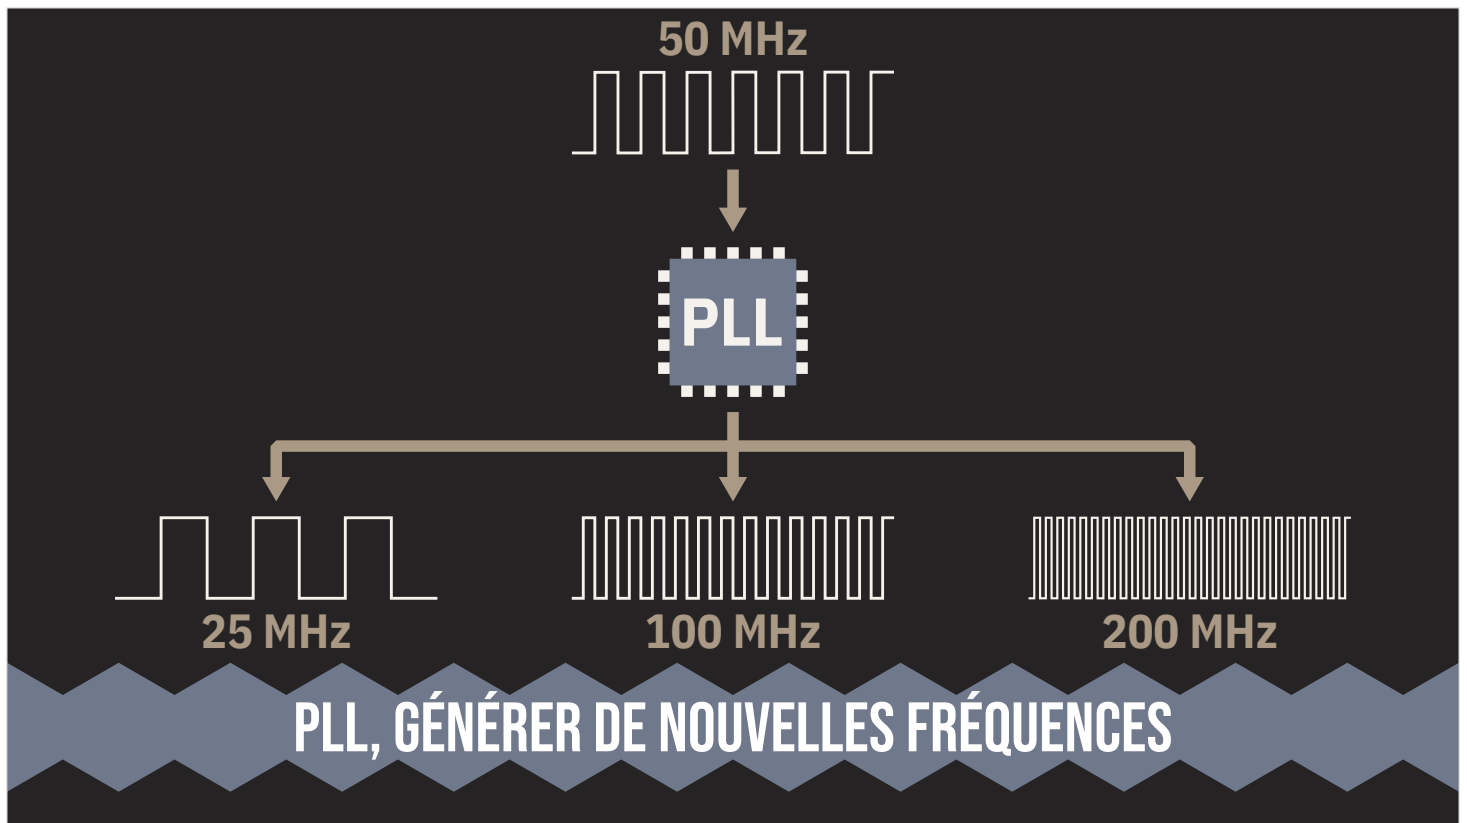 50 MHz
PLL
25 MHz
100 MHz
200 MHz
PLL, GÉNÉRER DE NOUVELLES FRÉQUENCES